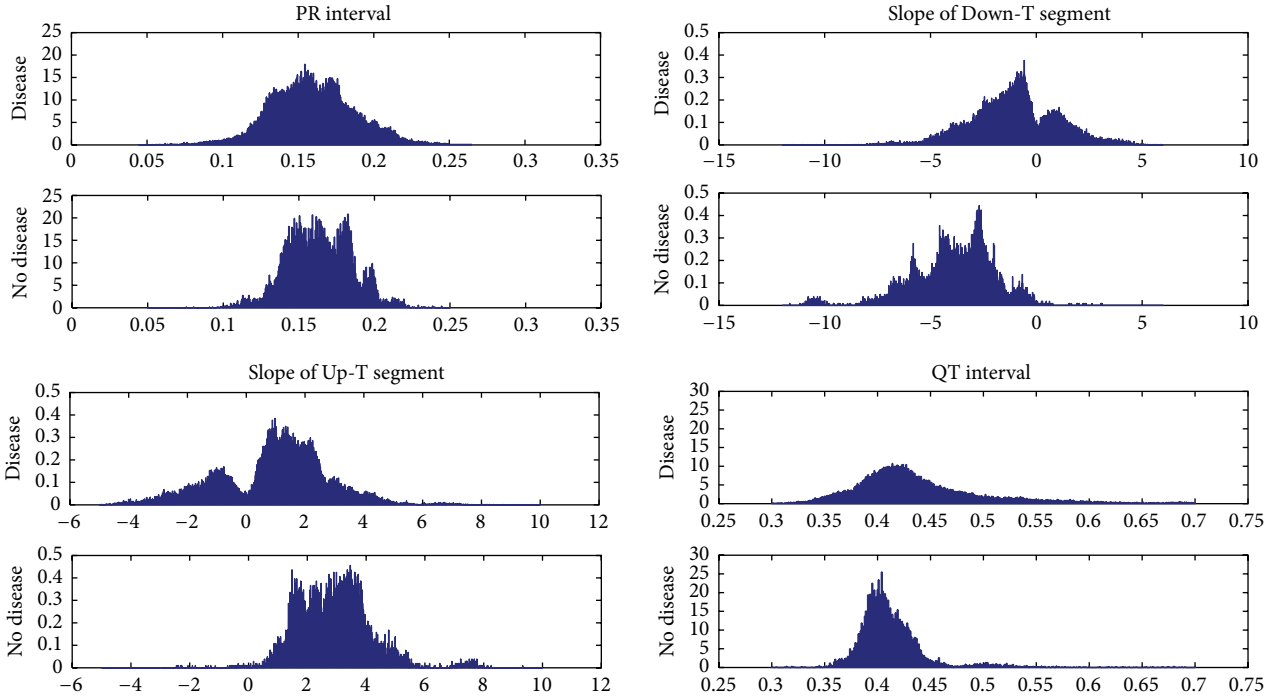 PR interval
Disease
25
20
15
10
5
0
0 0.05 0.1 0.15 0.2 0.25 0.3 0.35
No disease
25
20
15
10
5
0
0 0.05 0.1 0.15 0.2 0.25 0.3 0.35
Slope of Down-T segment
Disease
0.5
0.4
0.3
0.2
0.1
0
−15 −10 −5 0 5 10
No disease
0.5
0.4
0.3
0.2
0.1
0
−15 −10 −5 0 5 10
Slope of Up-T segment
Disease
0.5
0.4
0.3
0.2
0.1
0
−6 −4 −2 0 2 4 6 8 10 12
No disease
0.5
0.4
0.3
0.2
0.1
0
−6 −4 −2 0 2 4 6 8 10 12
QT interval
Disease
30
25
20
15
10
5
0
0.25 0.3 0.35 0.4 0.45 0.5 0.55 0.6 0.65 0.7 0.75
No disease
30
25
20
15
10
5
0
0.25 0.3 0.35 0.4 0.45 0.5 0.55 0.6 0.65 0.7 0.75